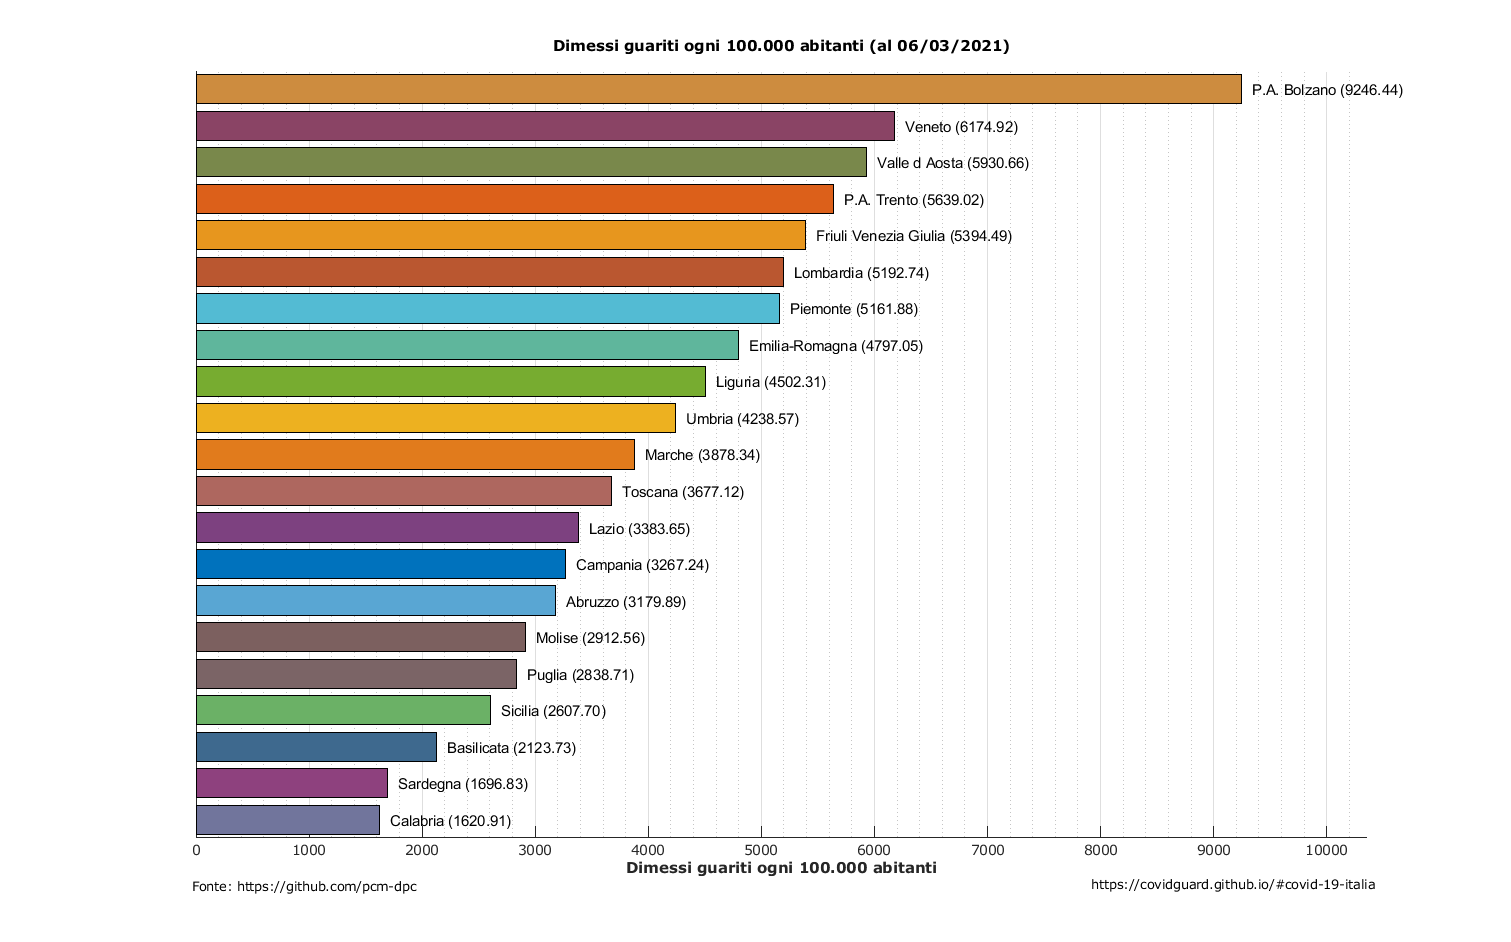 Dimessi guariti ogni 100.000 abitanti (al 06/03/2021)
P.A. Bolzano (9246.44)
Veneto (6174.92)
Valle d Aosta (5930.66)
P.A. Trento (5639.02)
Friuli Venezia Giulia (5394.49)
Lombardia (5192.74)
Piemonte (5161.88)
Emilia-Romagna (4797.05)
Liguria (4502.31)
Umbria (4238.57)
Marche (3878.34)
Toscana (3677.12)
Lazio (3383.65)
Campania (3267.24)
Abruzzo (3179.89)
Molise (2912.56)
Puglia (2838.71)
Sicilia (2607.70)
Basilicata (2123.73)
Sardegna (1696.83)
Calabria (1620.91)
0 1000 2000 3000 4000 5000 6000 7000 8000 9000 10000
Dimessi guariti ogni 100.000 abitanti
Fonte: https://github.com/pcm-dpc
https://covidguard.github.io/#covid-19-italia